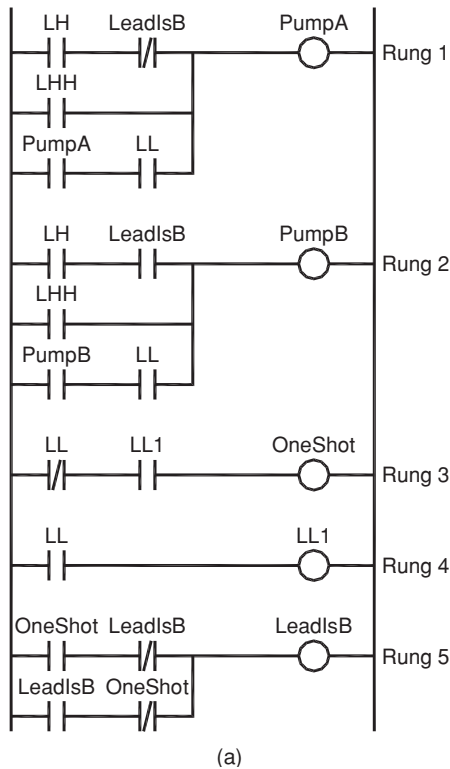 LH LeadIsB PumpA
Rung 1
LHH
PumpA LL
LH LeadIsB PumpB
Rung 2
LHH
PumpB LL
LL LL1 OneShot
Rung 3
LL LL1
Rung 4
OneShot LeadIsB LeadIsB
Rung 5
LeadIsB OneShot
(a)